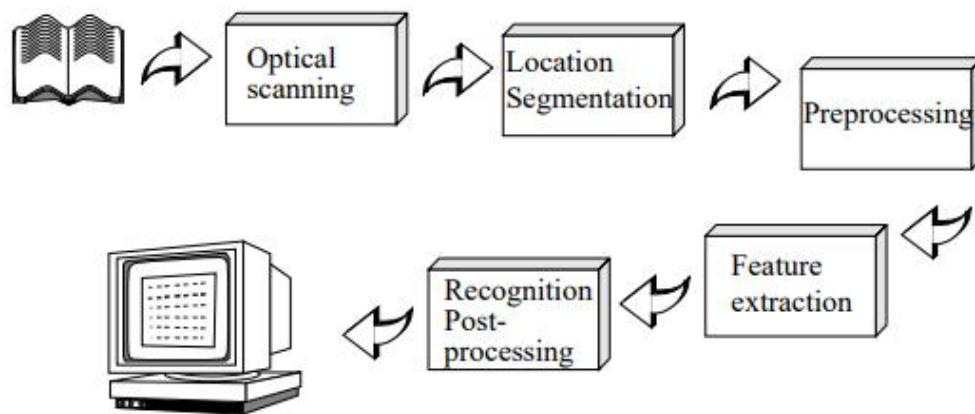 Optical
scanning
Location
Segmentation
Preprocessing
Feature
extraction
Recognition
Post-
processing